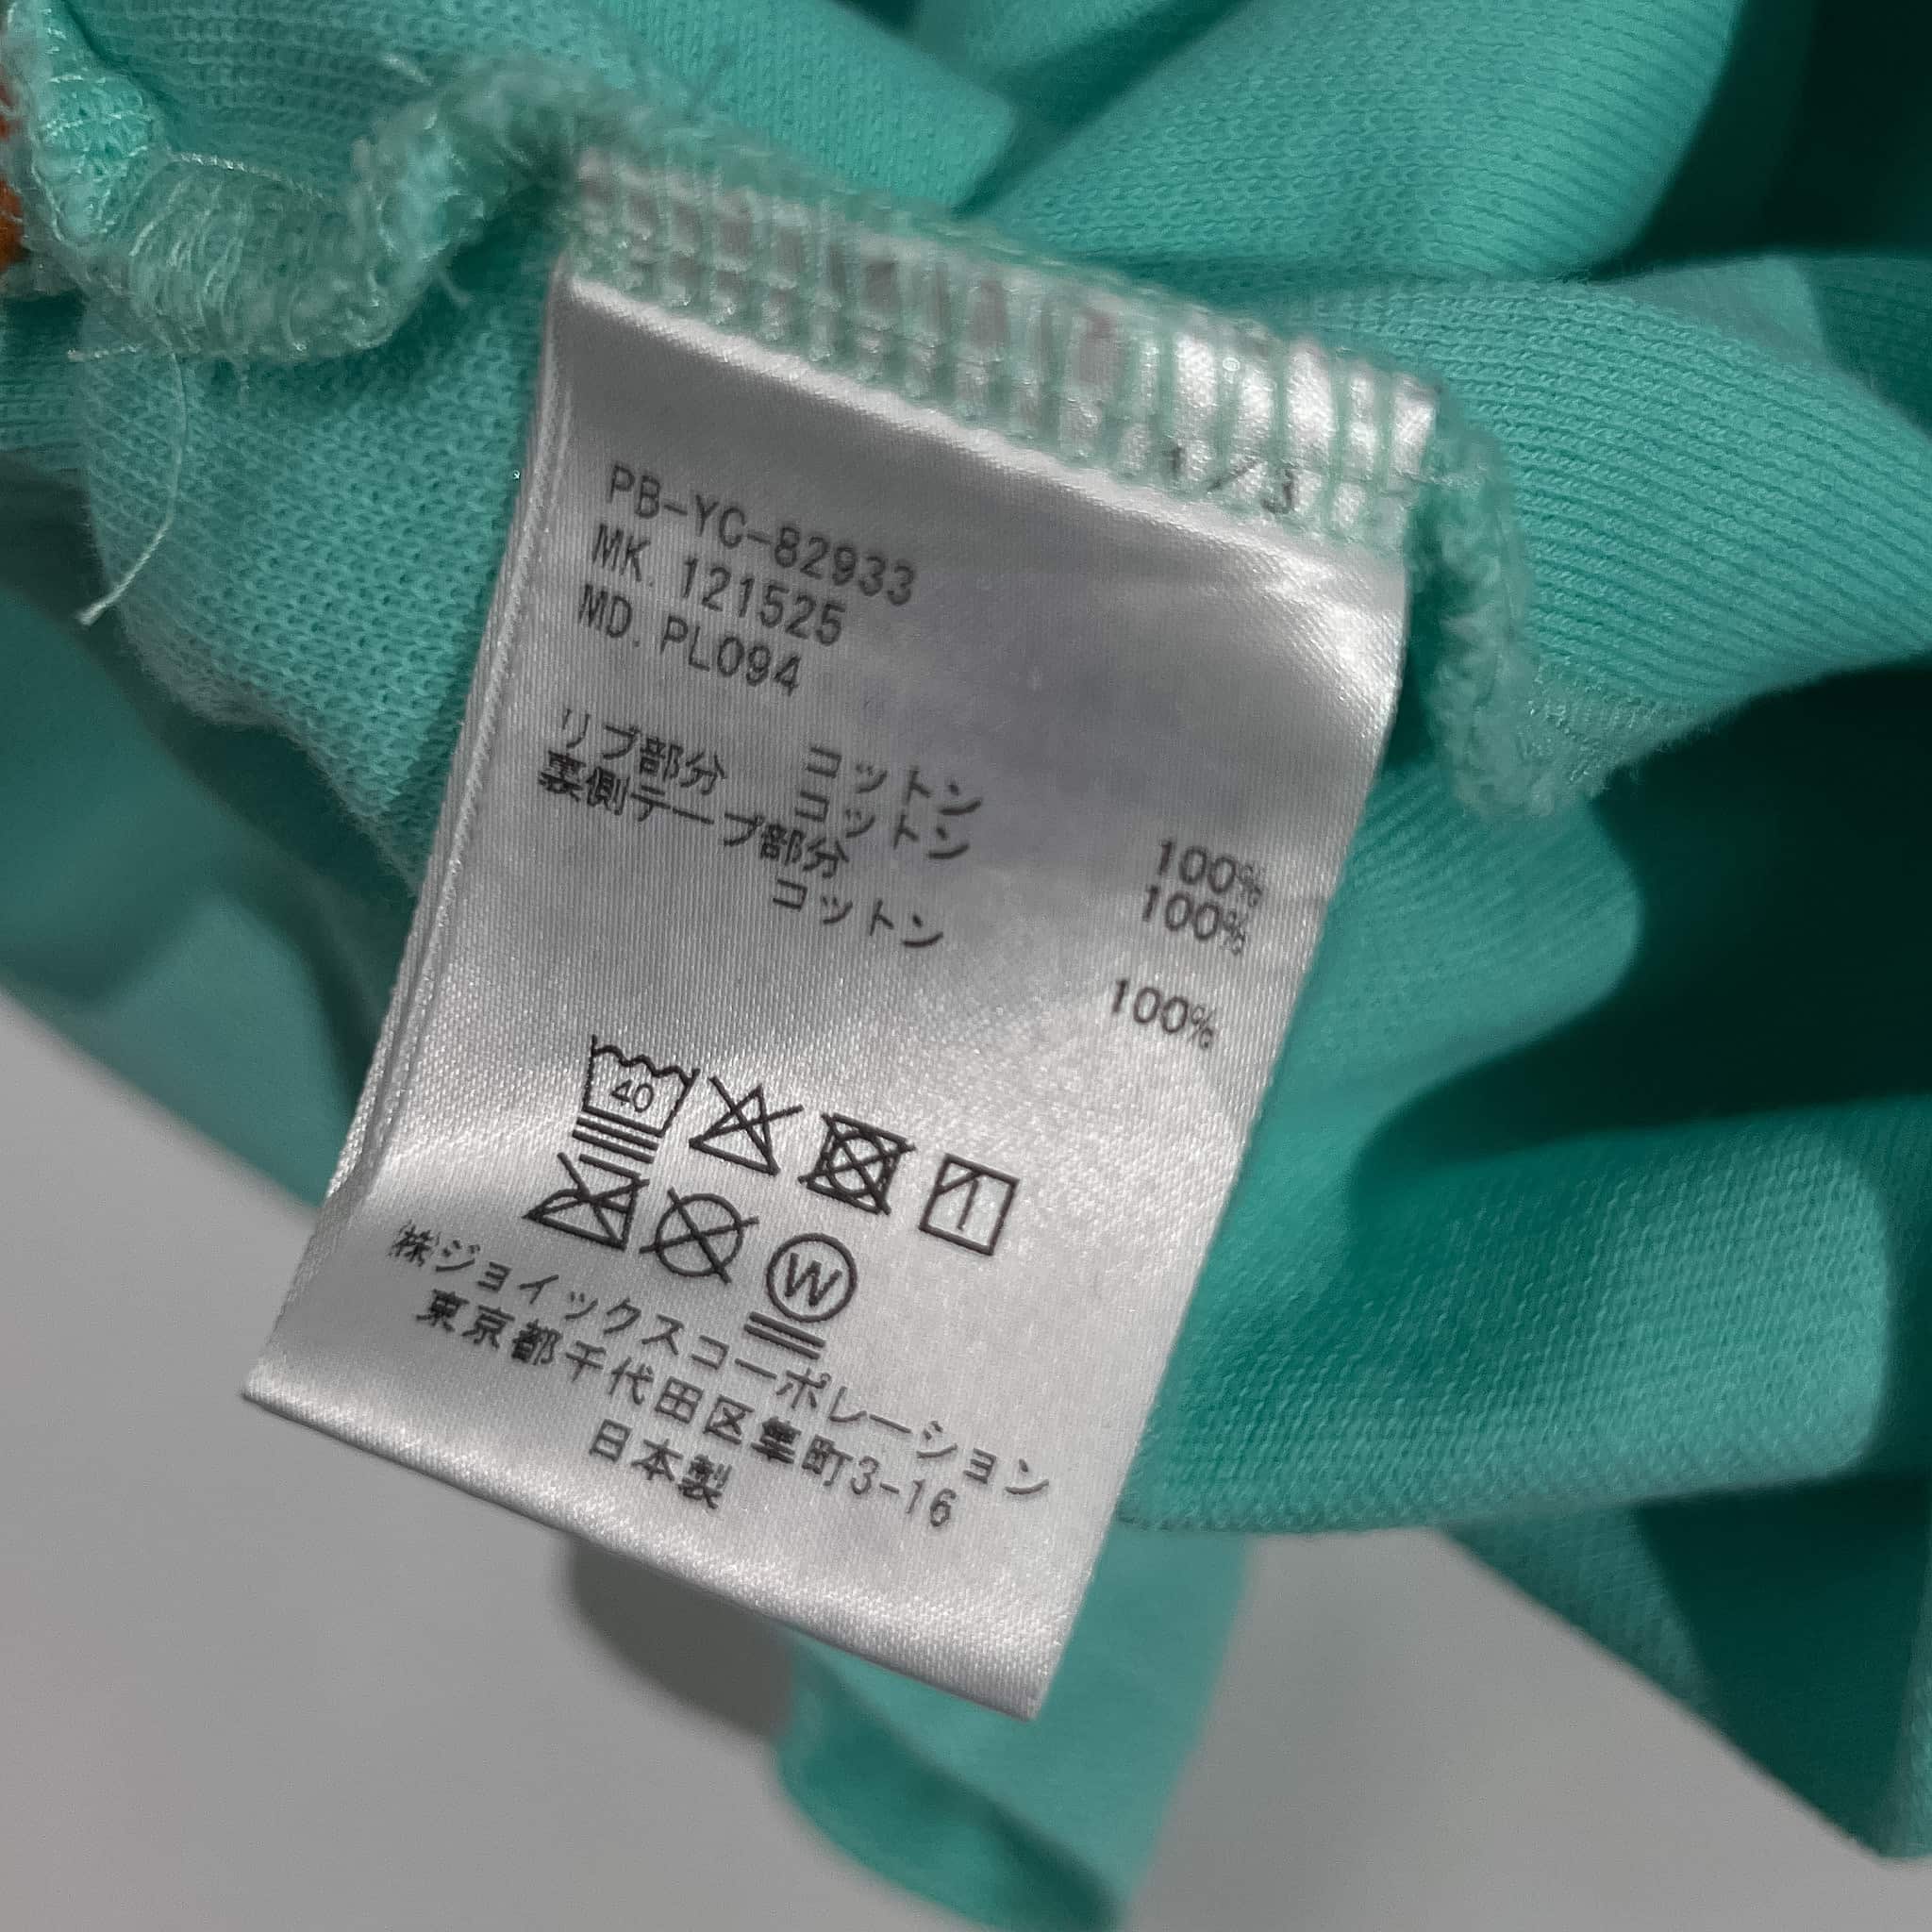 1/3
PB-YC-82933
MK. 121525
MD. PL094
コットン 100%
リブ部分 コットン 100%
裏側テープ部分
コットン 100%
40
W
㈱ジョイックスコーポレーション
東京都千代田区隼町3-16
日本製